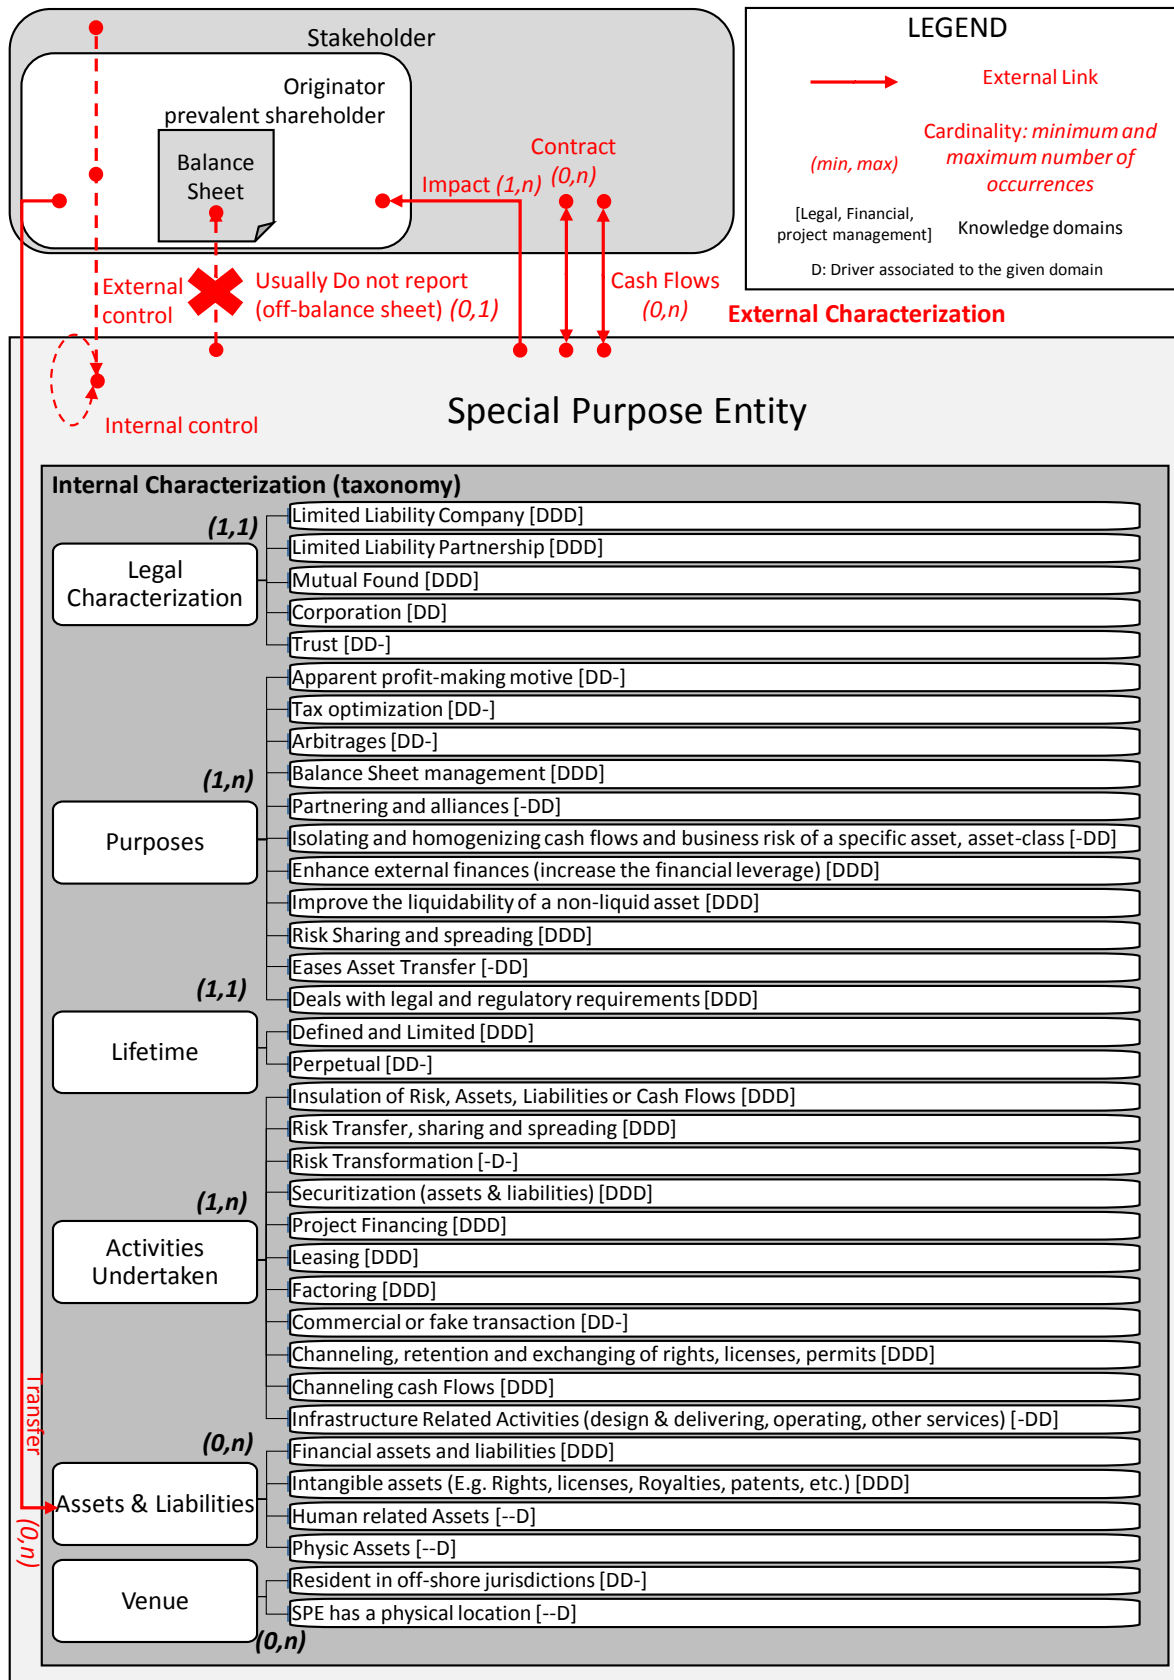 Stakeholder
Originator
prevalent shareholder
Balance
Sheet
Impact (1,n)
Contract
(0,n)
External
control
Usually Do not report
(off-balance sheet) (0,1)
Cash Flows
(0,n)
LEGEND
External Link
(min, max)
Cardinality: minimum and
maximum number of
occurrences
[Legal, Financial,
project management]
Knowledge domains
D: Driver associated to the given domain
External Characterization
Internal control
Special Purpose Entity
Internal Characterization (taxonomy)
(1,1)
Legal
Characterization
Limited Liability Company [DDD]
Limited Liability Partnership [DDD]
Mutual Found [DDD]
Corporation [DD]
Trust [DD-]
(1,n)
Purposes
Apparent profit-making motive [DD-]
Tax optimization [DD-]
Arbitrages [DD-]
Balance Sheet management [DDD]
Partnering and alliances [-DD]
Isolating and homogenizing cash flows and business risk of a specific asset, asset-class [-DD]
Enhance external finances (increase the financial leverage) [DDD]
Improve the liquidability of a non-liquid asset [DDD]
Risk Sharing and spreading [DDD]
Eases Asset Transfer [-DD]
Deals with legal and regulatory requirements [DDD]
(1,1)
Lifetime
Defined and Limited [DDD]
Perpetual [DD-]
(1,n)
Activities
Undertaken
Insulation of Risk, Assets, Liabilities or Cash Flows [DDD]
Risk Transfer, sharing and spreading [DDD]
Risk Transformation [-D-]
Securitization (assets & liabilities) [DDD]
Project Financing [DDD]
Leasing [DDD]
Factoring [DDD]
Commercial or fake transaction [DD-]
Channeling, retention and exchanging of rights, licenses, permits [DDD]
Channeling cash Flows [DDD]
Infrastructure Related Activities (design & delivering, operating, other services) [-DD]
Transfer
(0,n)
(0,n)
Assets & Liabilities
Financial assets and liabilities [DDD]
Intangible assets (E.g. Rights, licenses, Royalties, patents, etc.) [DDD]
Human related Assets [--D]
Physic Assets [--D]
Venue
(0,n)
Resident in off-shore jurisdictions [DD-]
SPE has a physical location [--D]